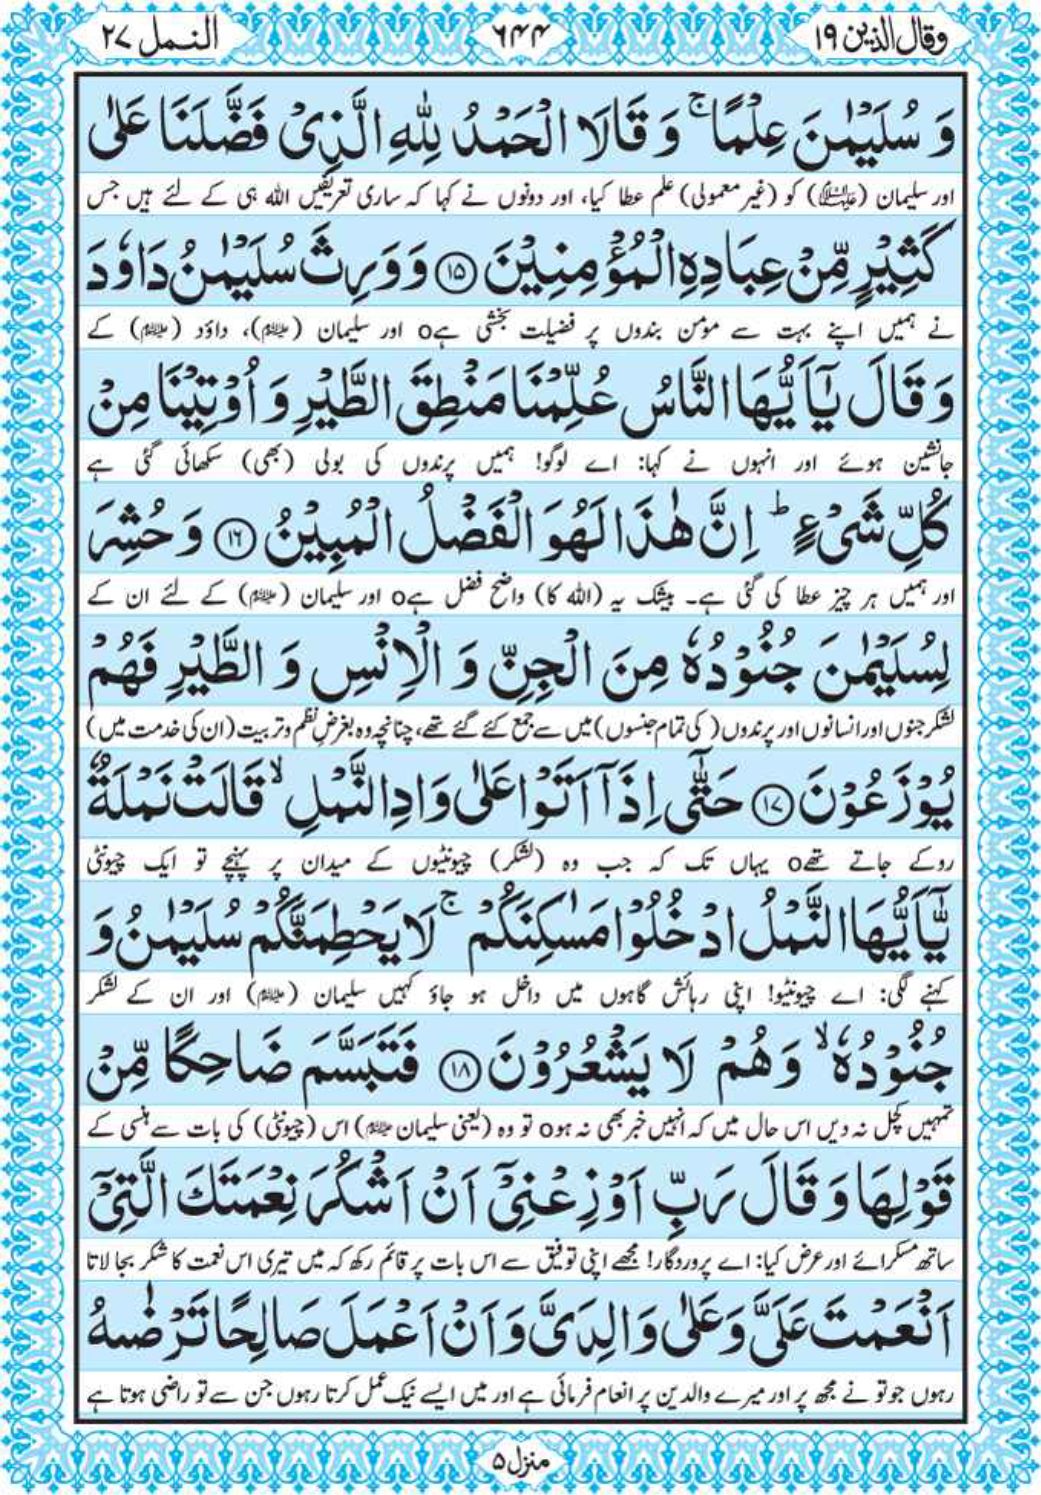 وقال الذین ۱۹
٦۴۴
النمل ۲۷
وَ سُلَيْمٰنَ عِلْمًا ۚ وَ قَالَا الْحَمْدُ لِلّٰهِ الَّذِيْ فَضَّلَنَا عَلٰى
اور سلیمان (علیہ السلام) کو (غیر معمولی) علم عطا کیا، اور دونوں نے کہا کہ ساری تعریفیں اللہ ہی کے لئے ہیں جس
كَثِيْرٍ مِّنْ عِبَادِهِ الْمُؤْمِنِيْنَ ۝۱۵ وَ وَرِثَ سُلَيْمٰنُ دَاوٗدَ
نے ہمیں اپنے بہت سے مومن بندوں پر فضیلت بخشی ہےo اور سلیمان (علیہ السلام)، داؤد (علیہ السلام) کے
وَ قَالَ يٰٓاَيُّهَا النَّاسُ عُلِّمْنَا مَنْطِقَ الطَّيْرِ وَ اُوْتِيْنَا مِنْ
جانشین ہوئے اور انہوں نے کہا: اے لوگو! ہمیں پرندوں کی بولی (بھی) سکھائی گئی ہے
كُلِّ شَيْءٍ ؕ اِنَّ هٰذَا لَهُوَ الْفَضْلُ الْمُبِيْنُ ۝۱۶ وَ حُشِرَ
اور ہمیں ہر چیز عطا کی گئی ہے۔ بیشک یہ (اللہ کا) واضح فضل ہےo اور سلیمان (علیہ السلام) کے لئے ان کے
لِسُلَيْمٰنَ جُنُوْدُهٗ مِنَ الْجِنِّ وَ الْاِنْسِ وَ الطَّيْرِ فَهُمْ
لشکر جنوں اور انسانوں اور پرندوں (کی تمام جنسوں) میں سے جمع کئے گئے تھے، چنانچہ وہ بغرضِ نظم و تربیت (ان کی خدمت میں)
يُوْزَعُوْنَ ۝۱۷ حَتّٰۤى اِذَاۤ اَتَوْا عَلٰى وَادِ النَّمْلِ ۙ قَالَتْ نَمْلَةٌ
روکے جاتے تھےo یہاں تک کہ جب وہ (لشکر) چیونٹیوں کے میدان پر پہنچے تو ایک چیونٹی
يّٰۤاَيُّهَا النَّمْلُ ادْخُلُوْا مَسٰكِنَكُمْ ۚ لَا يَحْطِمَنَّكُمْ سُلَيْمٰنُ وَ
کہنے لگی: اے چیونٹیو! اپنی رہائش گاہوں میں داخل ہو جاؤ کہیں سلیمان (علیہ السلام) اور ان کے لشکر
جُنُوْدُهٗ ۙ وَ هُمْ لَا يَشْعُرُوْنَ ۝۱۸ فَتَبَسَّمَ ضَاحِكًا مِّنْ
تمہیں کچل نہ دیں اس حال میں کہ انہیں خبر بھی نہ ہوo تو وہ (یعنی سلیمان علیہ السلام) اس (چیونٹی) کی بات سے ہنسی کے
قَوْلِهَا وَ قَالَ رَبِّ اَوْزِعْنِيْۤ اَنْ اَشْكُرَ نِعْمَتَكَ الَّتِيْۤ
ساتھ مسکرائے اور عرض کیا: اے پروردگار! مجھے اپنی توفیق سے اس بات پر قائم رکھ کہ میں تیری اس نعمت کا شکر بجا لاتا
اَنْعَمْتَ عَلَيَّ وَ عَلٰى وَالِدَيَّ وَ اَنْ اَعْمَلَ صَالِحًا تَرْضٰىهُ
رہوں جو تو نے مجھ پر اور میرے والدین پر انعام فرمائی ہے اور میں ایسے نیک عمل کرتا رہوں جن سے تو راضی ہوتا ہے
منزل ۵